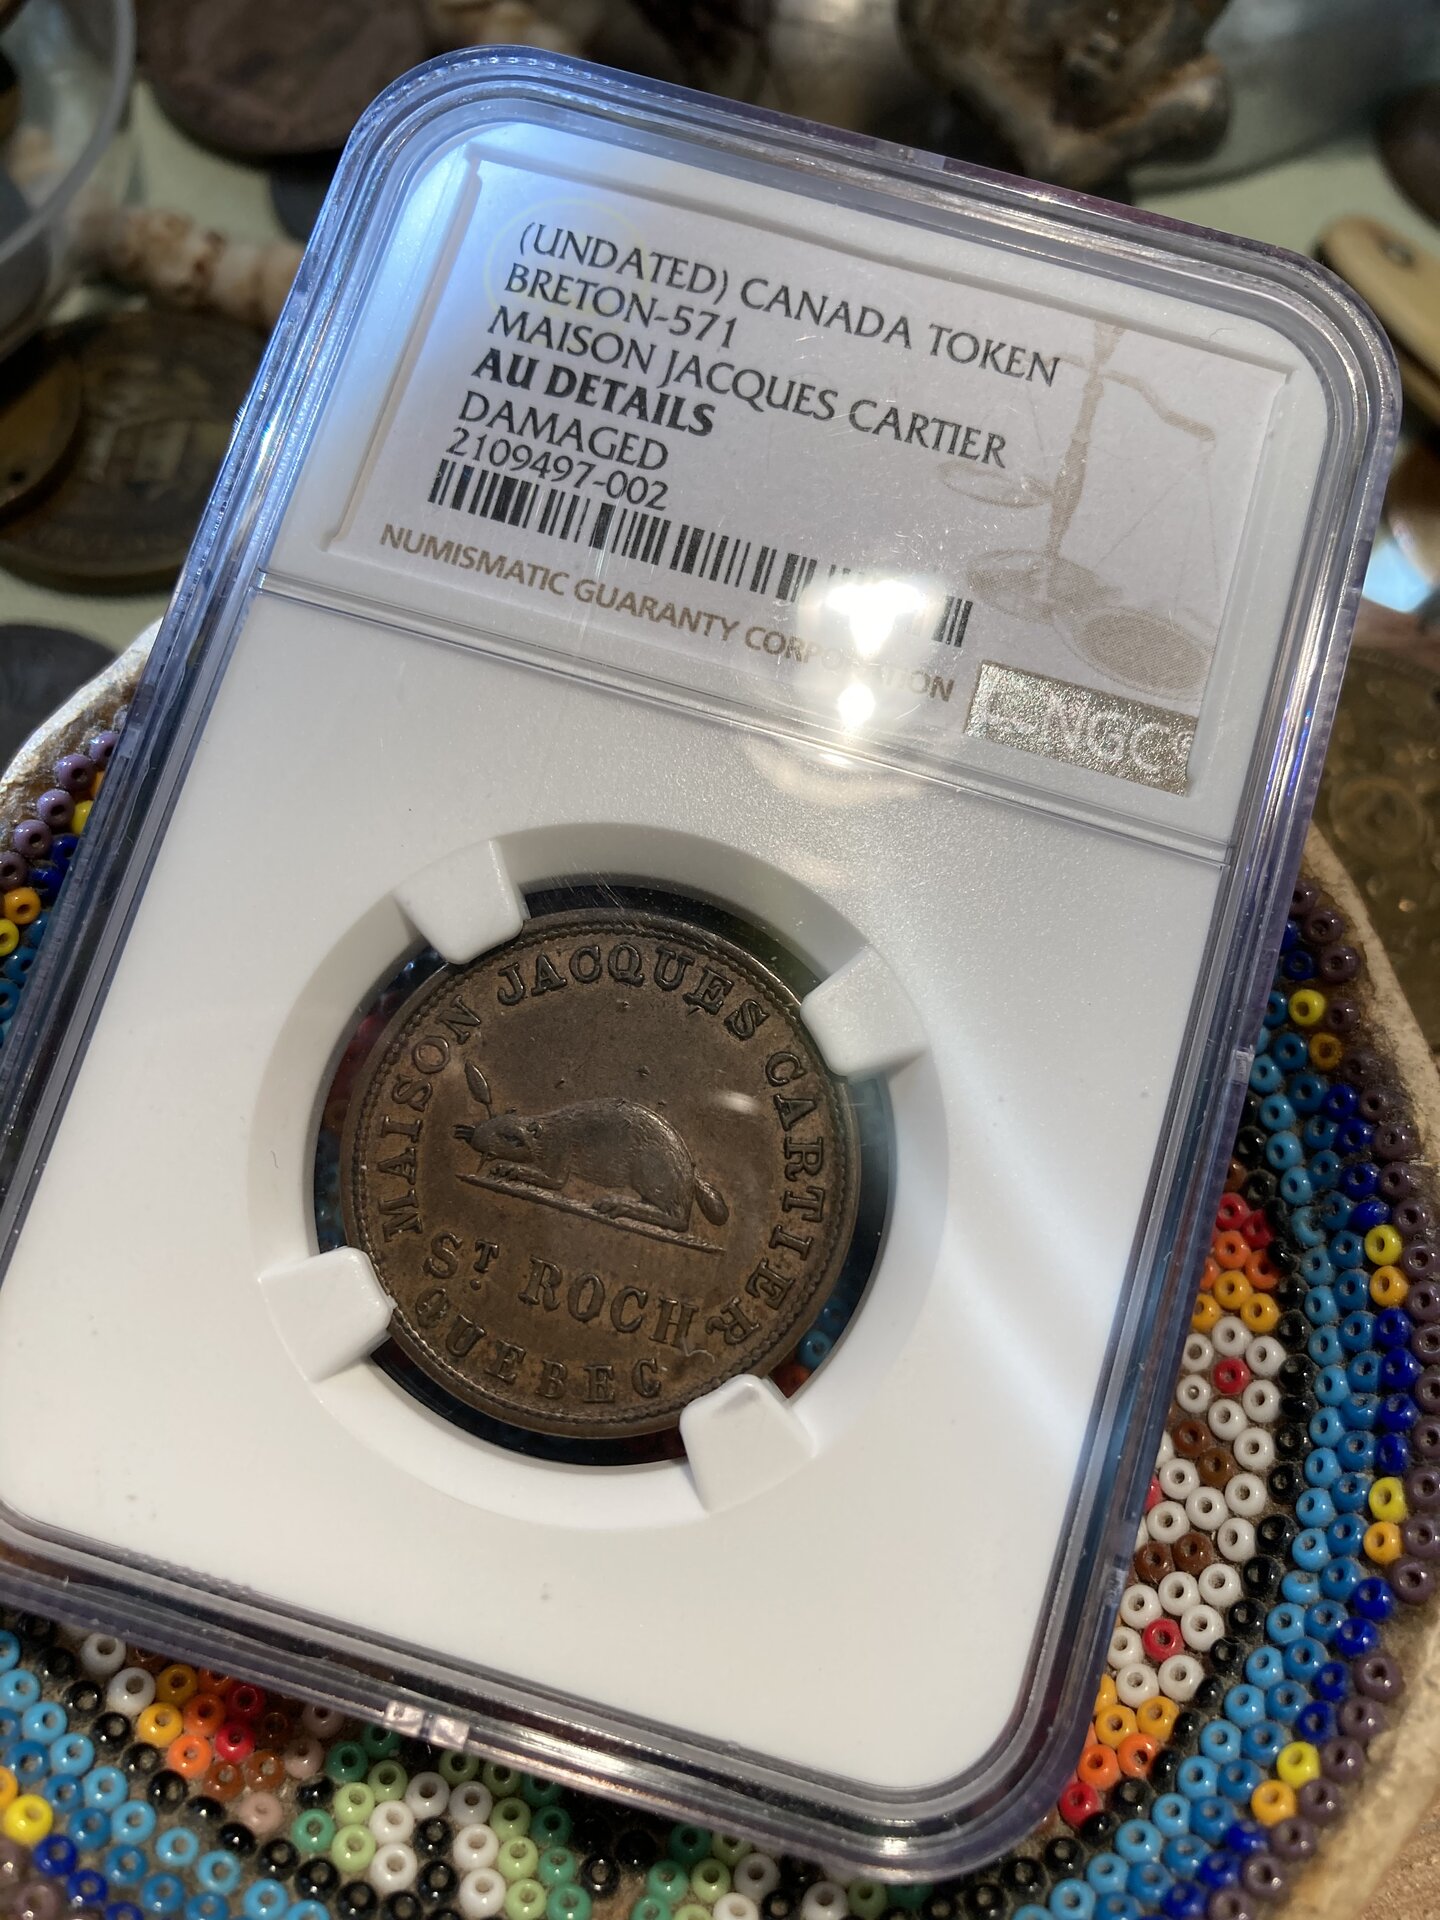 (UNDATED) CANADA TOKEN
BRETON-571
MAISON JACQUES CARTIER
AU DETAILS
DAMAGED
2109497-002
NUMISMATIC GUARANTY CORPORATION
NGC
MAISON JACQUES CARTIER
ST ROCH
QUEBEC